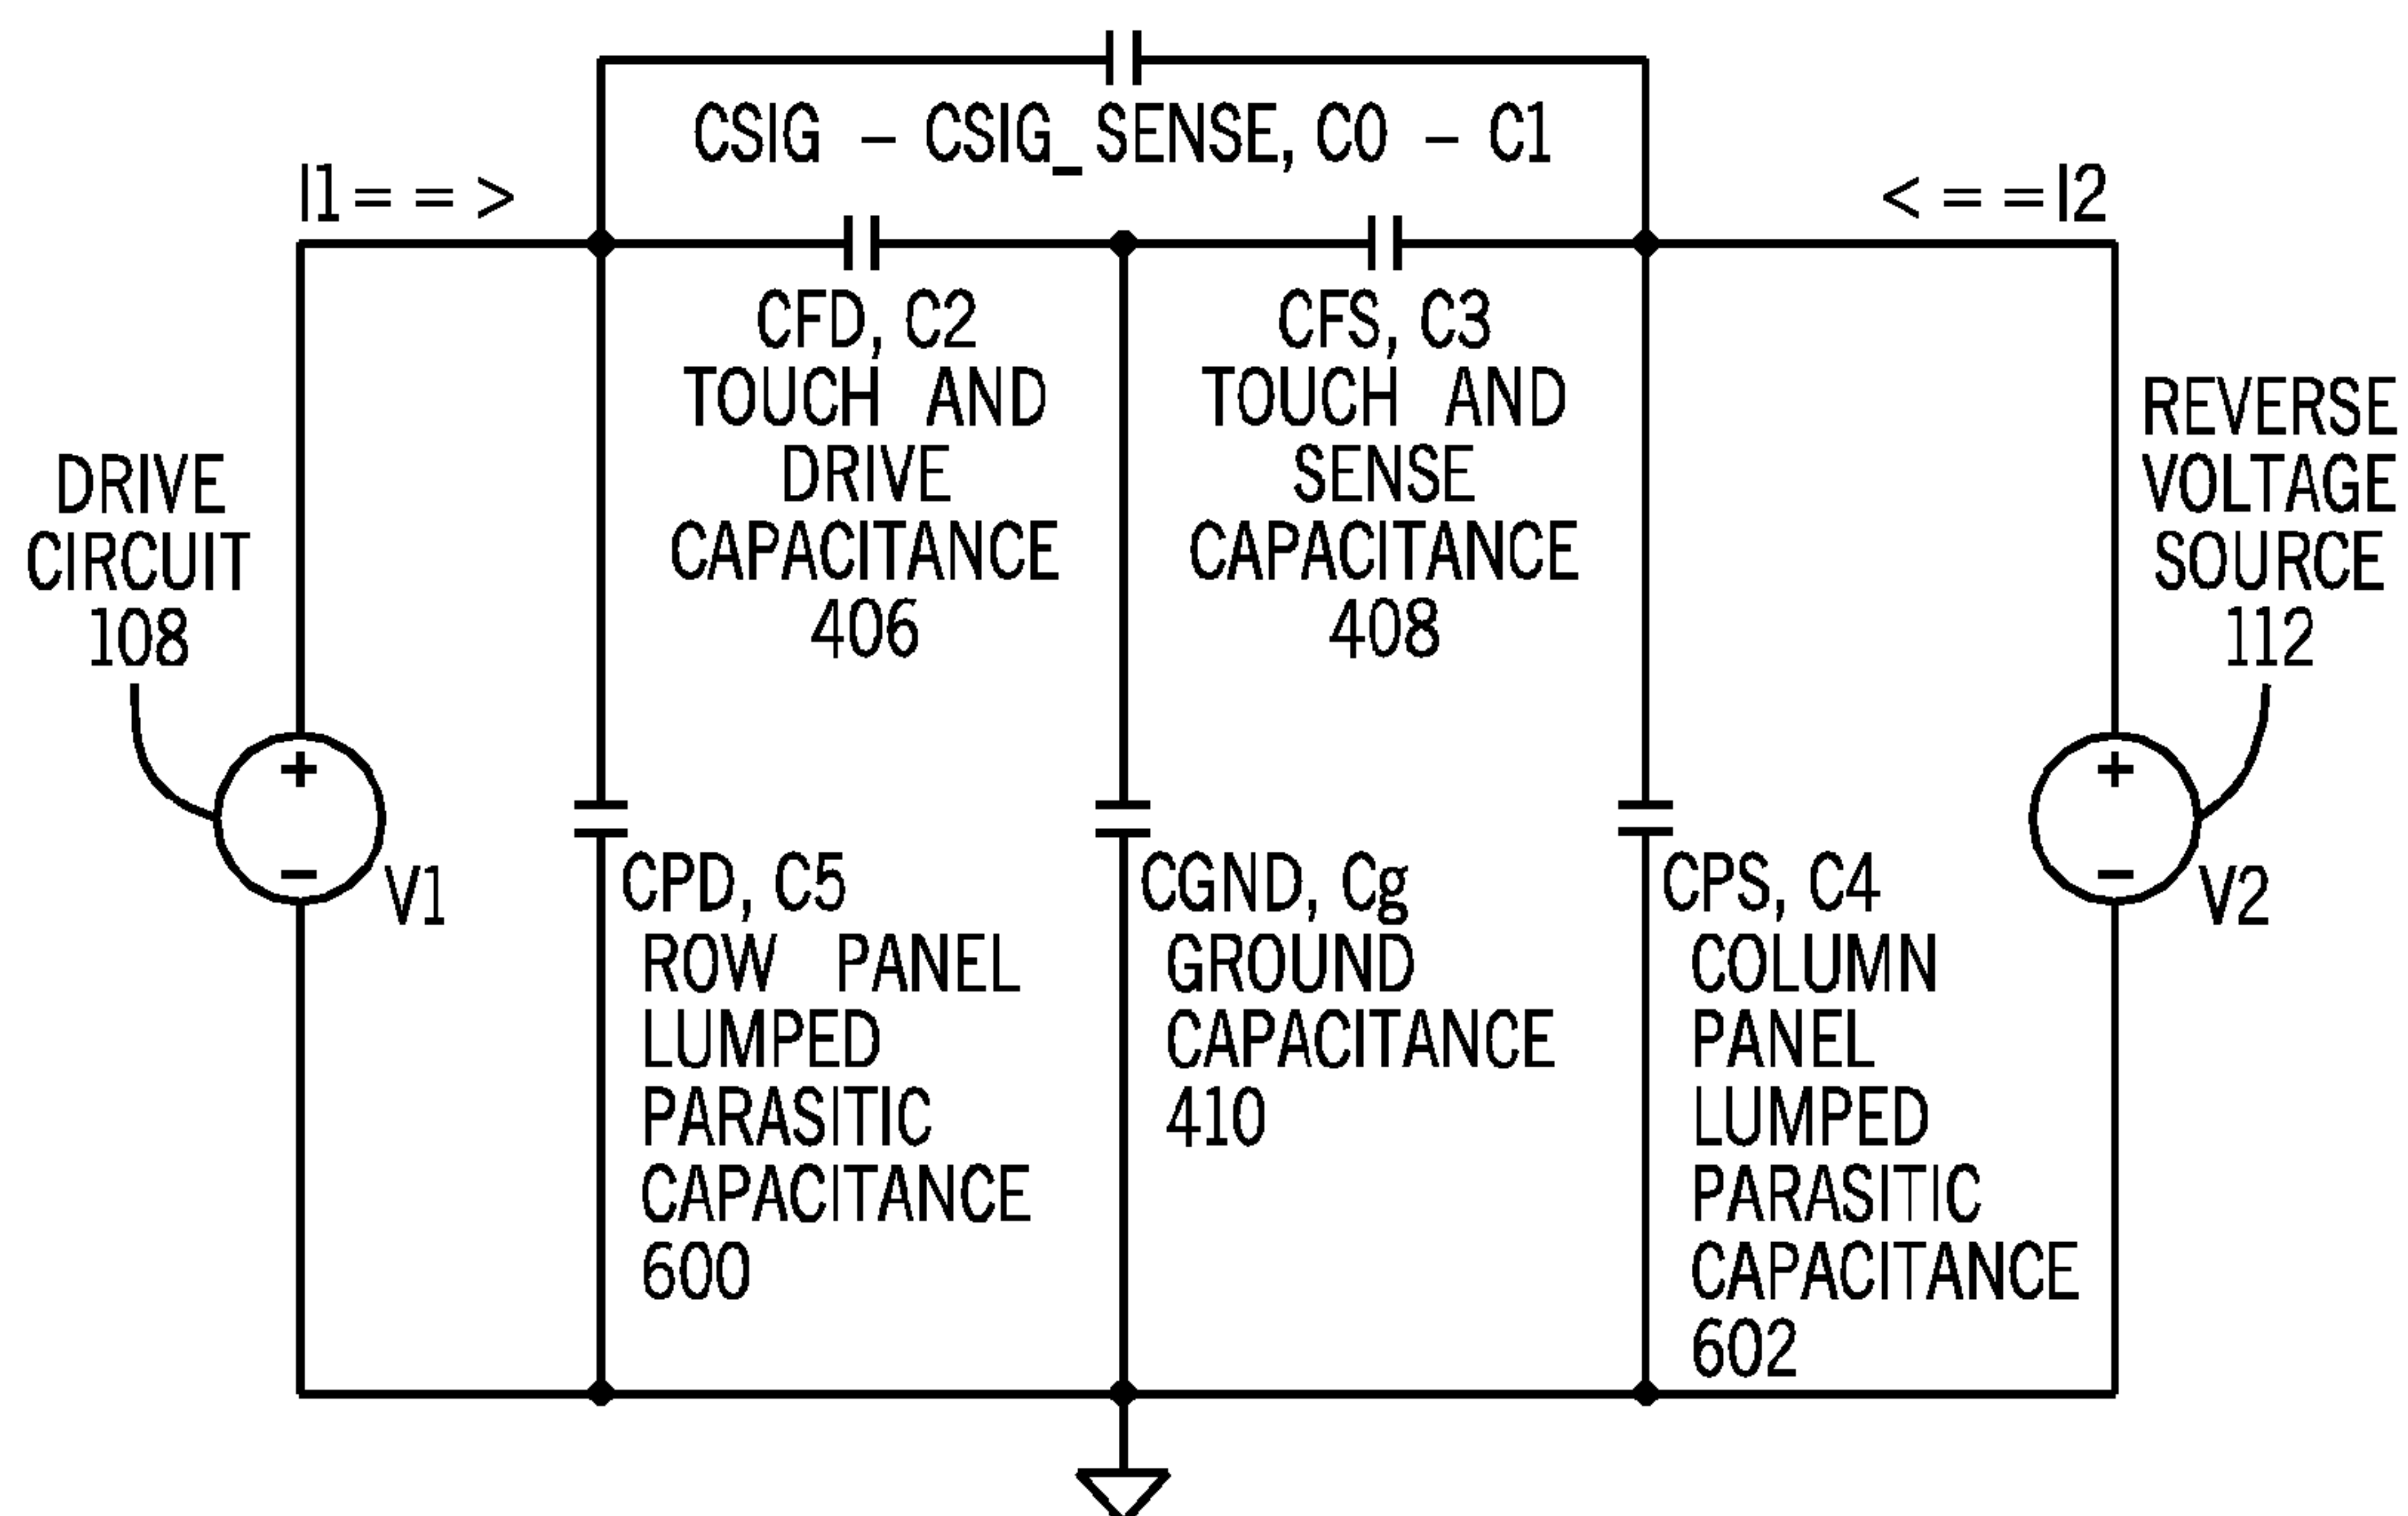 CSIG - CSIG_SENSE, C0 - C1
I1 = = >
< = = I2
CFD, C2
TOUCH AND
DRIVE
CAPACITANCE
406
CFS, C3
TOUCH AND
SENSE
CAPACITANCE
408
DRIVE
CIRCUIT
108
REVERSE
VOLTAGE
SOURCE
112
+
-
V1
CPD, C5
ROW PANEL
LUMPED
PARASITIC
CAPACITANCE
600
CGND, Cg
GROUND
CAPACITANCE
410
CPS, C4
COLUMN
PANEL
LUMPED
PARASITIC
CAPACITANCE
602
+
-
V2